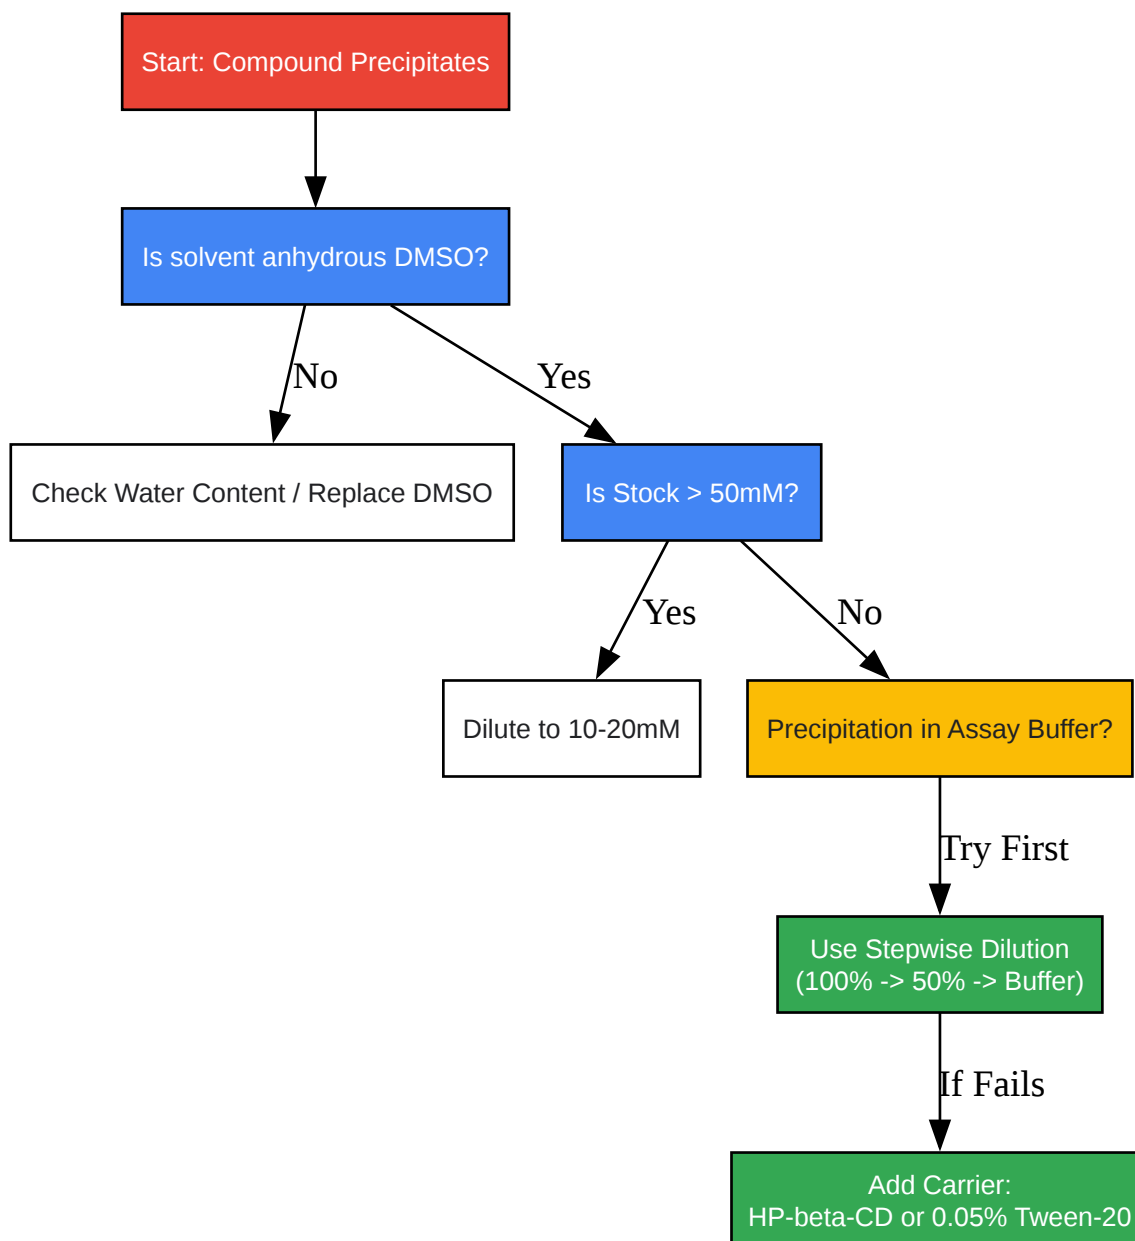 Start: Compound Precipitates
Is solvent anhydrous DMSO?
No
Yes
Check Water Content / Replace DMSO
Is Stock > 50mM?
Yes
No
Dilute to 10-20mM
Precipitation in Assay Buffer?
Try First
Use Stepwise Dilution
(100% -> 50% -> Buffer)
If Fails
Add Carrier:
HP-beta-CD or 0.05% Tween-20